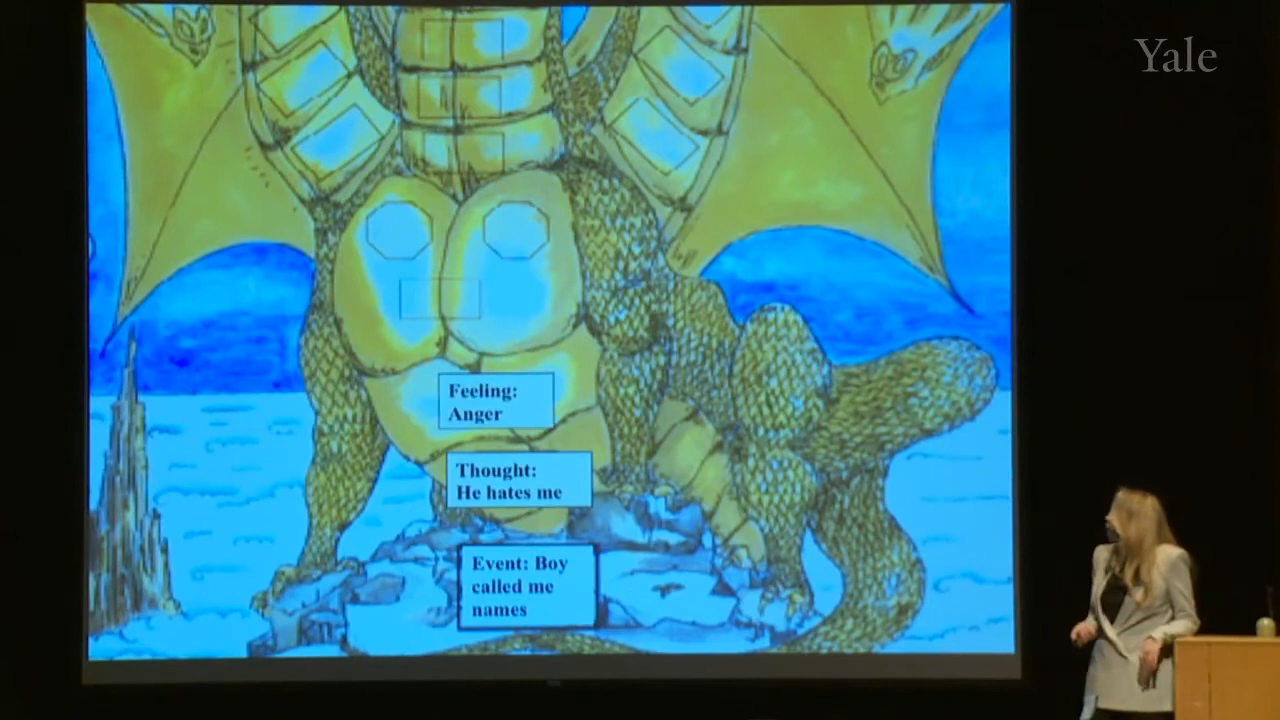 Yale
Feeling:
Anger
Thought:
He hates me
Event: Boy
called me
names